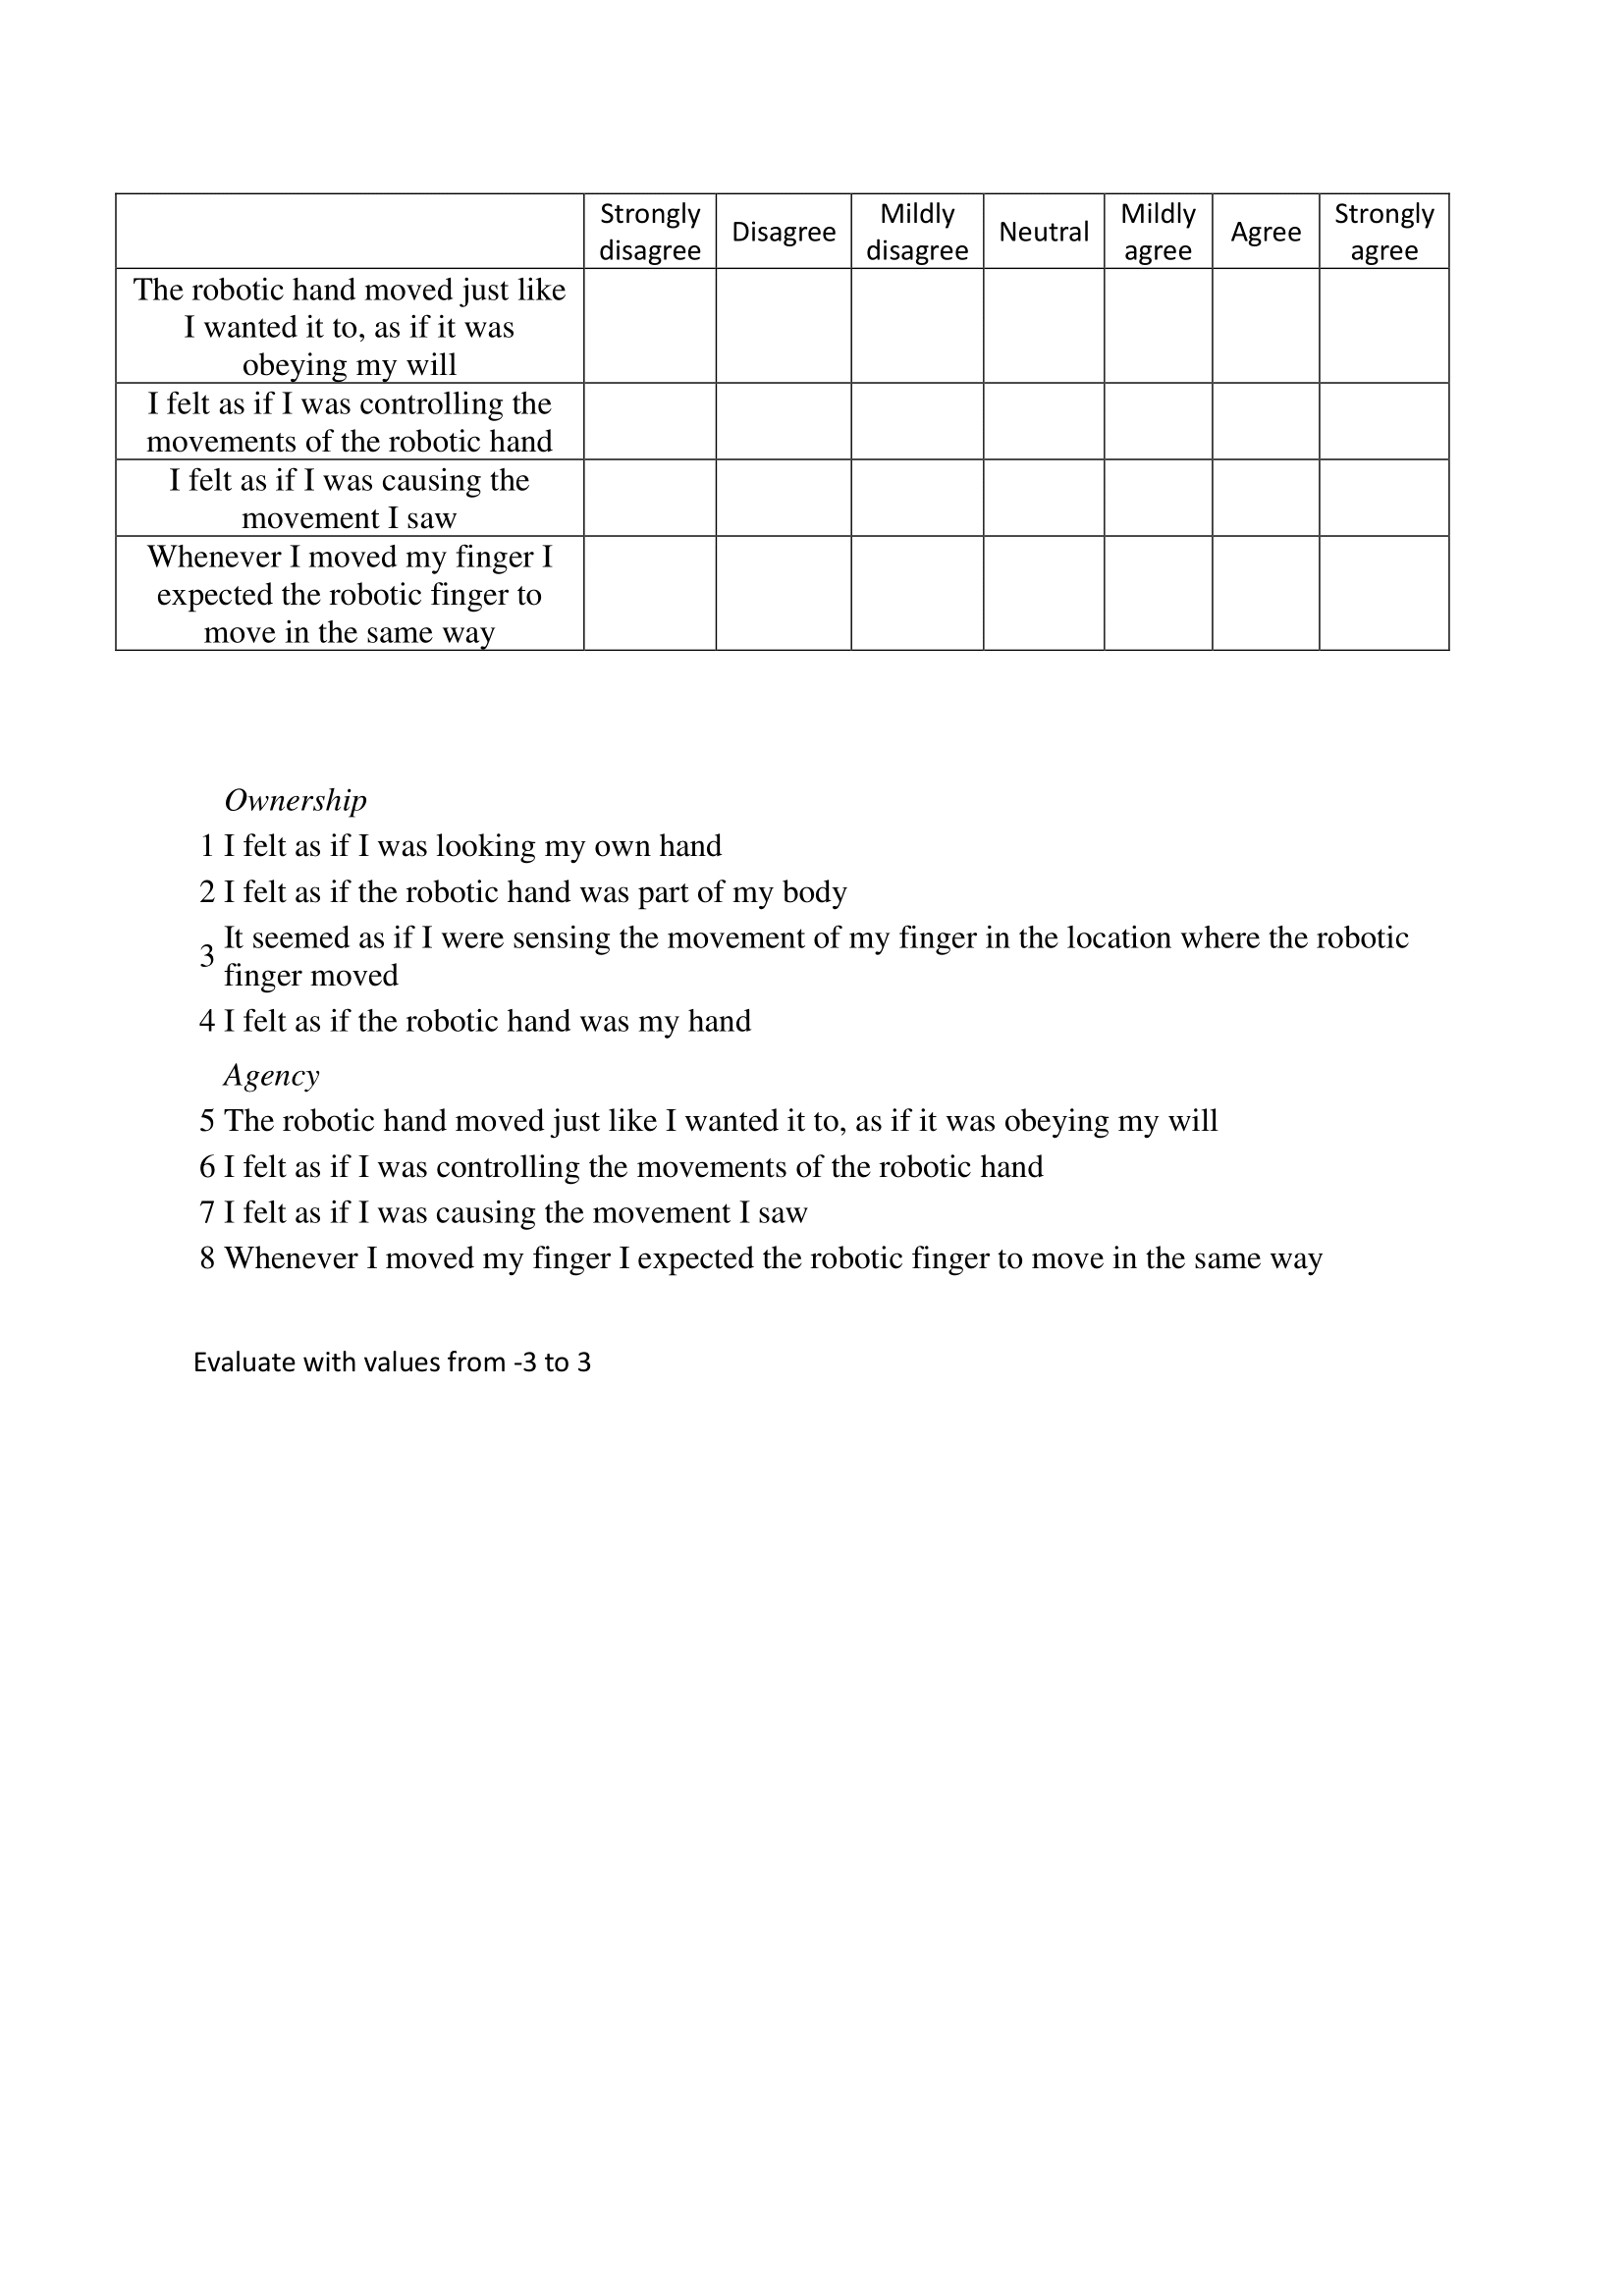 Strongly disagree Disagree Mildly disagree Neutral Mildly agree Agree Strongly agree
The robotic hand moved just like
I wanted it to, as if it was
obeying my will
I felt as if I was controlling the
movements of the robotic hand
I felt as if I was causing the
movement I saw
Whenever I moved my finger I
expected the robotic finger to
move in the same way
Ownership
1 I felt as if I was looking my own hand
2 I felt as if the robotic hand was part of my body
3 It seemed as if I were sensing the movement of my finger in the location where the robotic
finger moved
4 I felt as if the robotic hand was my hand
Agency
5 The robotic hand moved just like I wanted it to, as if it was obeying my will
6 I felt as if I was controlling the movements of the robotic hand
7 I felt as if I was causing the movement I saw
8 Whenever I moved my finger I expected the robotic finger to move in the same way
Evaluate with values from -3 to 3